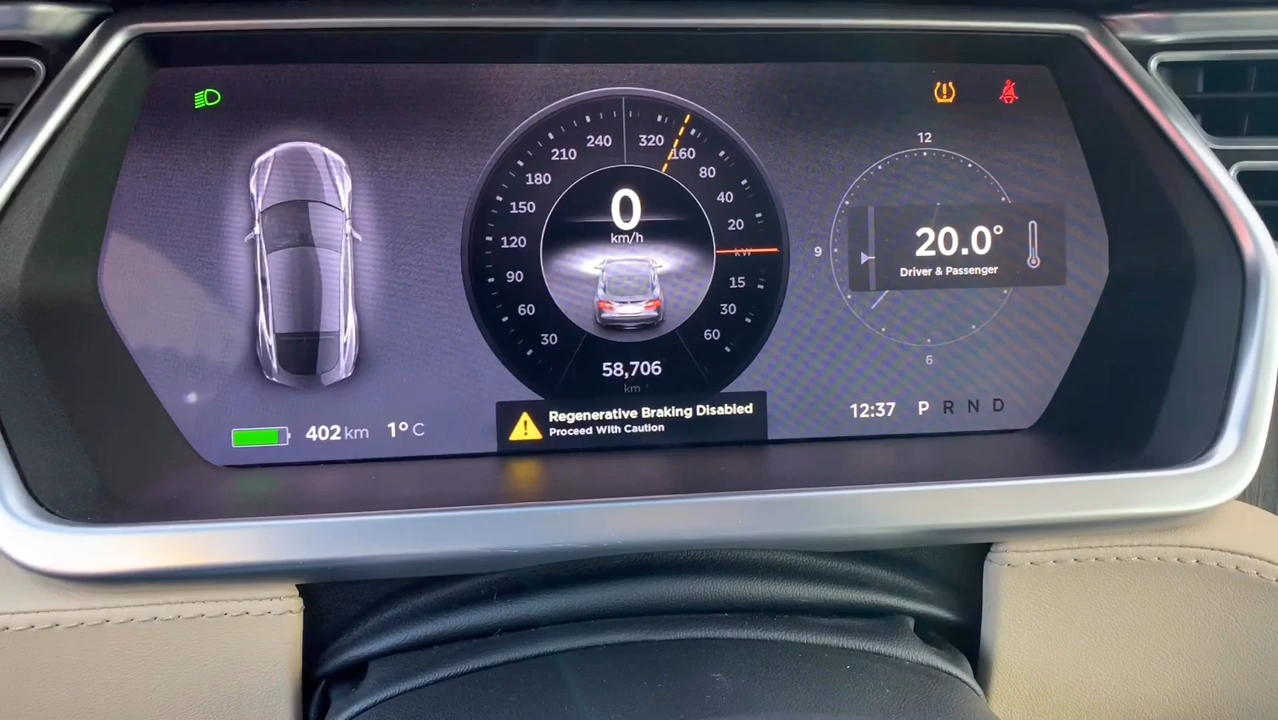 240
320
210
160
180
80
150
40
120
20
kW
90
15
60
30
30
60
0
km/h
58,706
km
12
9
6
20.0°
Driver & Passenger
Regenerative Braking Disabled
Proceed With Caution
402 km 1° C
12:37 P R N D